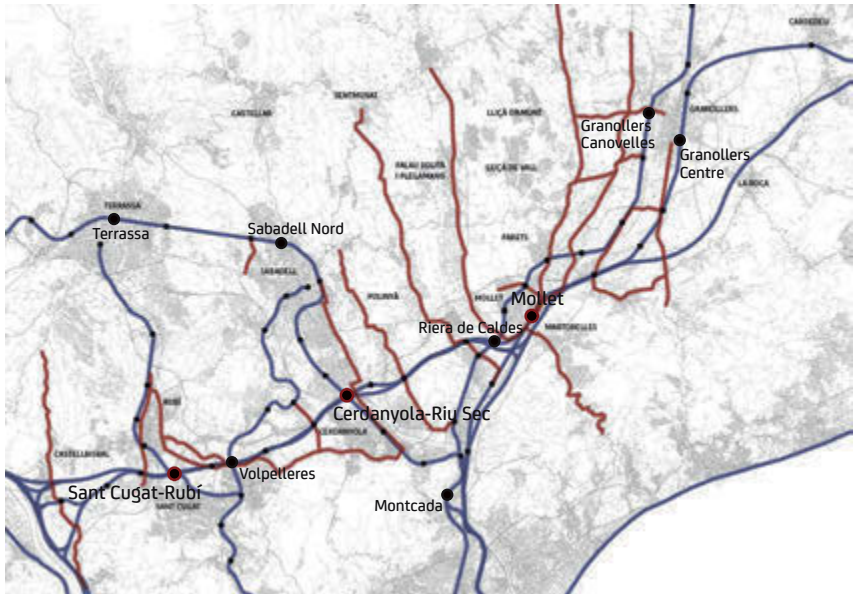 CARDEDEU
SENTMENAT
CASTELLAR
LLIÇÀ D'AMUNT
GRANOLLERS
Granollers
Canovelles
PALAU SOLITÀ
I PLEGAMANS
LLIÇÀ DE VALL
Granollers
Centre
LA ROCA
TERRASSA
Terrassa
Sabadell Nord
PARETS
SABADELL
POLINYÀ
MOLLET
Mollet
Riera de Caldes
MARTORELLES
RUBÍ
Cerdanyola-Riu Sec
CERDANYOLA
CASTELLBISBAL
Volpelleres
Sant Cugat-Rubí
SANT CUGAT
Montcada